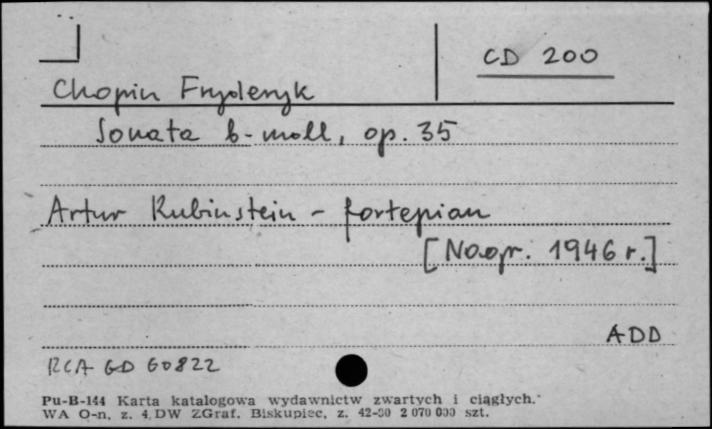 CD 200
Chopin Fryderyk
Sonata b-moll, op. 35
Artur Rubinstein - fortepian
[Nagr. 1946 r.]
ADD
RCA GD 60822
Pu-B-144 Karta katalogowa wydawnictw zwartych i ciągłych.
WA O-n, z. 4. DW ZGraf. Biskupiec, z. 42-80 2 070 000 szt.